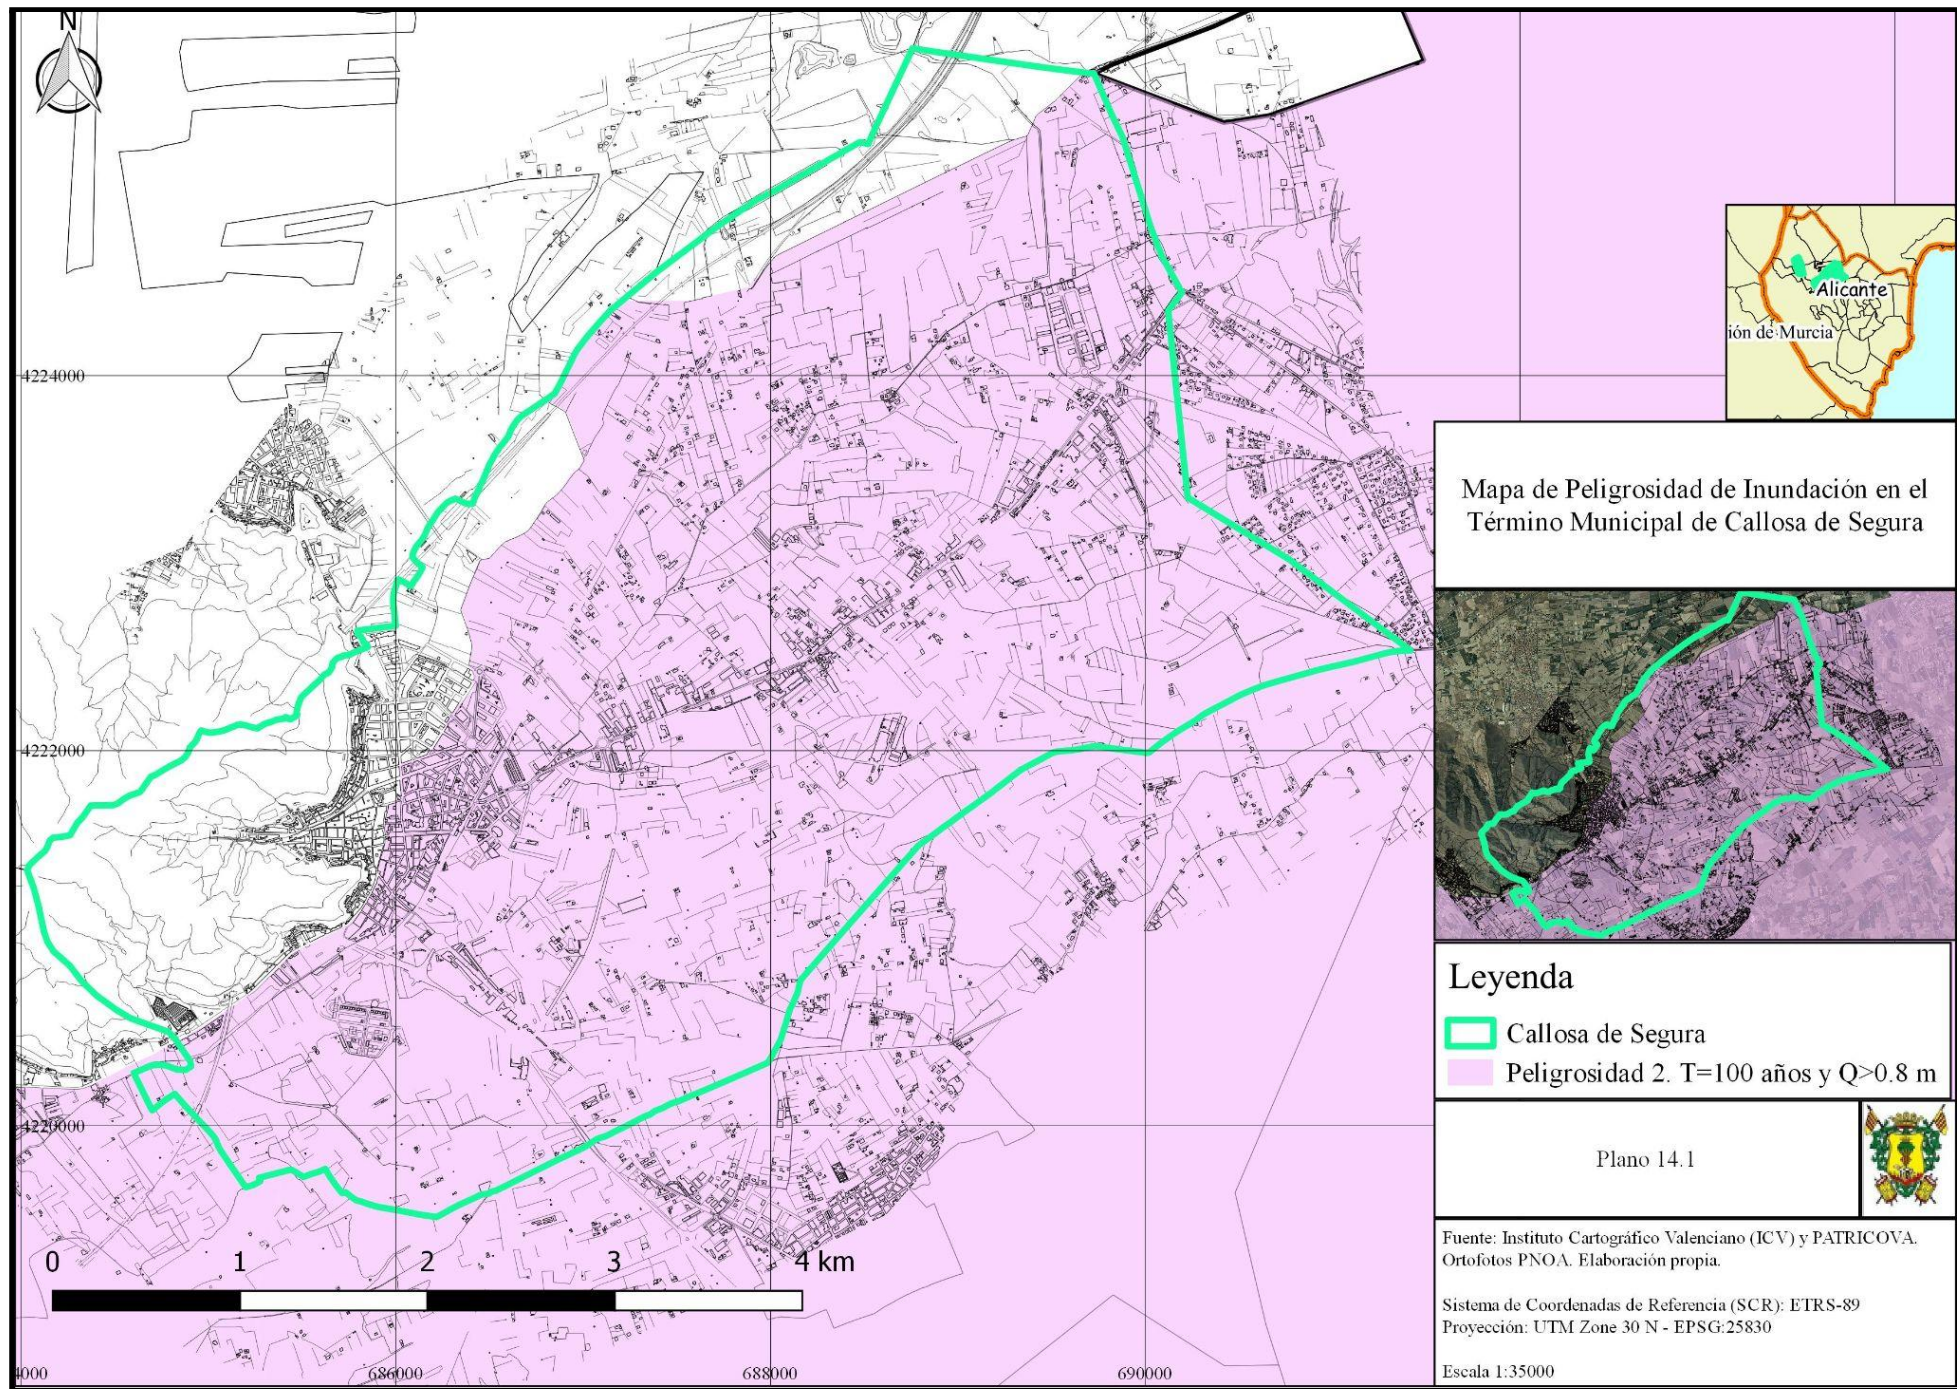 N
Alicante
ión de Murcia
Mapa de Peligrosidad de Inundación en el
Término Municipal de Callosa de Segura
4224000
4222000
4220000
Leyenda
Callosa de Segura
Peligrosidad 2. T=100 años y Q>0.8 m
Plano 14.1
Fuente: Instituto Cartográfico Valenciano (ICV) y PATRICOVA.
Ortofotos PNOA. Elaboración propia.
Sistema de Coordenadas de Referencia (SCR): ETRS-89
Proyección: UTM Zone 30 N - EPSG:25830
Escala 1:35000
0 1 2 3 4 km
4000 686000 688000 690000